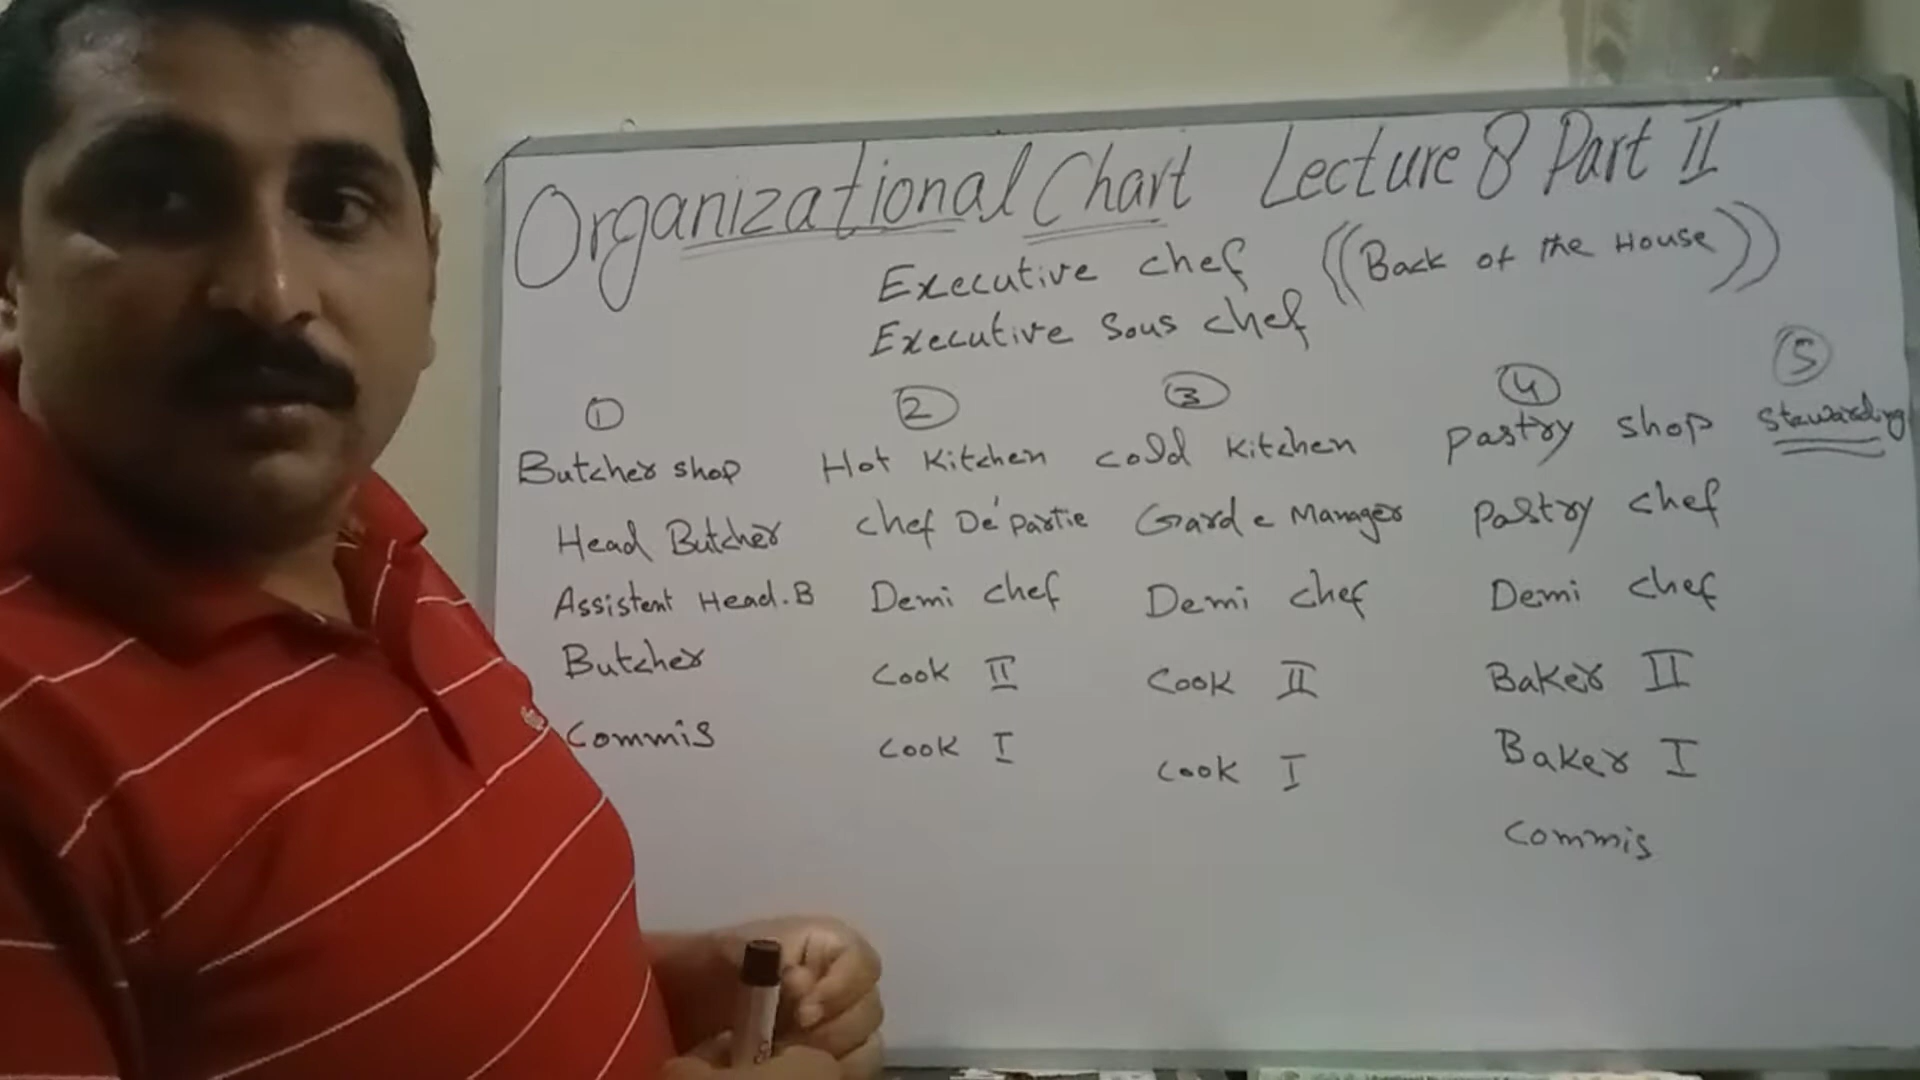 Organizational Chart Lecture 8 Part II
Executive chef ((Back of the House))
Executive Sous chef
① ② ③ ④ ⑤
Butcher shop Hot Kitchen cold Kitchen Pastry shop Stewarding
Head Butcher chef De' Partie Garde Manager Pastry chef
Assistent Head.B Demi chef Demi chef Demi chef
Butcher Cook II Cook II Baker II
Commis Cook I Cook I Baker I
Commis